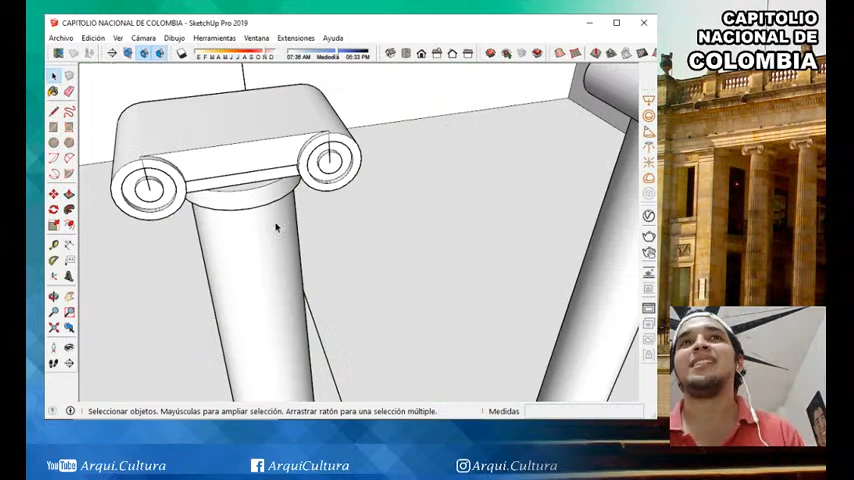 CAPITOLIO NACIONAL DE COLOMBIA - SketchUp Pro 2019
Archivo Edición Ver Cámara Dibujo Herramientas Ventana Extensiones Ayuda
E F M A M J J A S O N D 07:36 AM Mediodía 05:33 PM
Seleccionar objetos. Mayúsculas para ampliar selección. Arrastrar ratón para una selección múltiple. Medidas
CAPITOLIO
NACIONAL DE
COLOMBIA
YouTube Arqui.Cultura ArquiCultura Arqui.Cultura